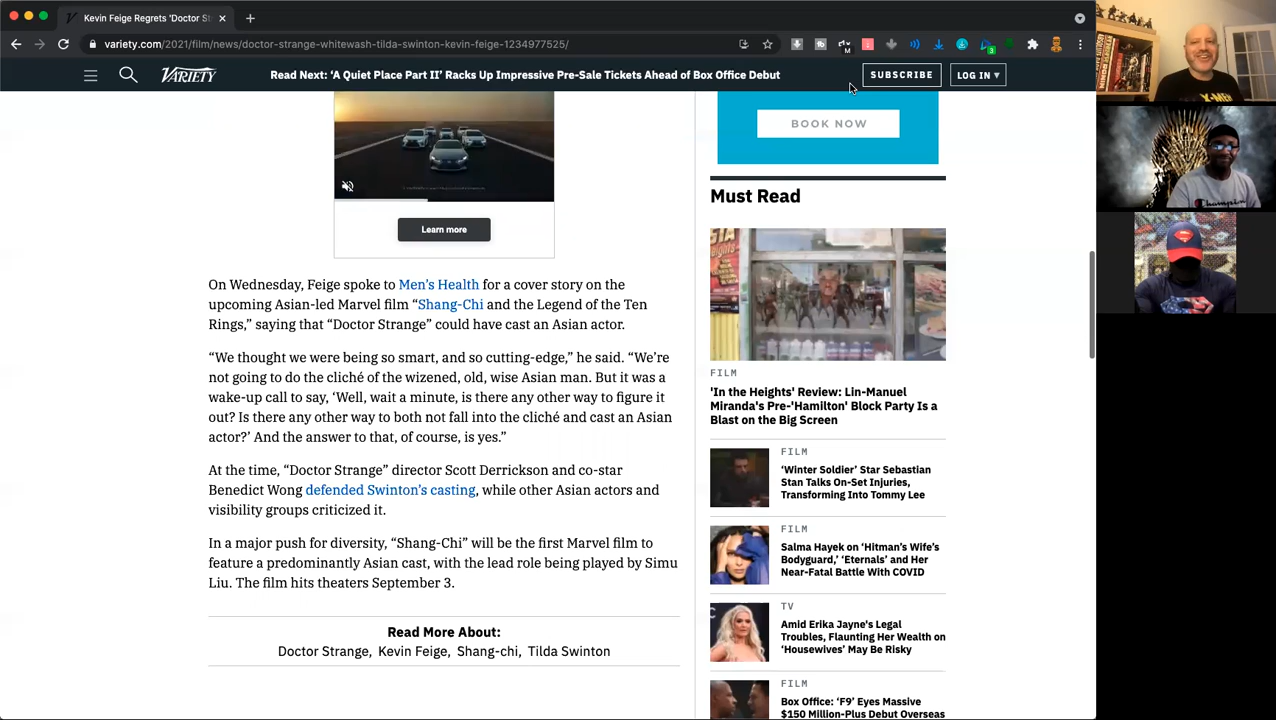 Kevin Feige Regrets 'Doctor St
variety.com/2021/film/news/doctor-strange-whitewash-tilda-swinton-kevin-feige-1234977525/
VARIETY
Read Next: ‘A Quiet Place Part II’ Racks Up Impressive Pre-Sale Tickets Ahead of Box Office Debut
SUBSCRIBE
LOG IN ▾
Learn more
On Wednesday, Feige spoke to Men’s Health for a cover story on the
upcoming Asian-led Marvel film “Shang-Chi and the Legend of the Ten
Rings,” saying that “Doctor Strange” could have cast an Asian actor.
“We thought we were being so smart, and so cutting-edge,” he said. “We’re
not going to do the cliché of the wizened, old, wise Asian man. But it was a
wake-up call to say, ‘Well, wait a minute, is there any other way to figure it
out? Is there any other way to both not fall into the cliché and cast an Asian
actor?’ And the answer to that, of course, is yes.”
At the time, “Doctor Strange” director Scott Derrickson and co-star
Benedict Wong defended Swinton’s casting, while other Asian actors and
visibility groups criticized it.
In a major push for diversity, “Shang-Chi” will be the first Marvel film to
feature a predominantly Asian cast, with the lead role being played by Simu
Liu. The film hits theaters September 3.
Read More About:
Doctor Strange, Kevin Feige, Shang-chi, Tilda Swinton
BOOK NOW
Must Read
FILM
'In the Heights' Review: Lin-Manuel
Miranda's Pre-'Hamilton' Block Party Is a
Blast on the Big Screen
FILM
‘Winter Soldier’ Star Sebastian
Stan Talks On-Set Injuries,
Transforming Into Tommy Lee
FILM
Salma Hayek on ‘Hitman’s Wife’s
Bodyguard,’ ‘Eternals’ and Her
Near-Fatal Battle With COVID
TV
Amid Erika Jayne's Legal
Troubles, Flaunting Her Wealth on
‘Housewives’ May Be Risky
FILM
Box Office: ‘F9’ Eyes Massive
$150 Million-Plus Debut Overseas
X-MEN
Champion